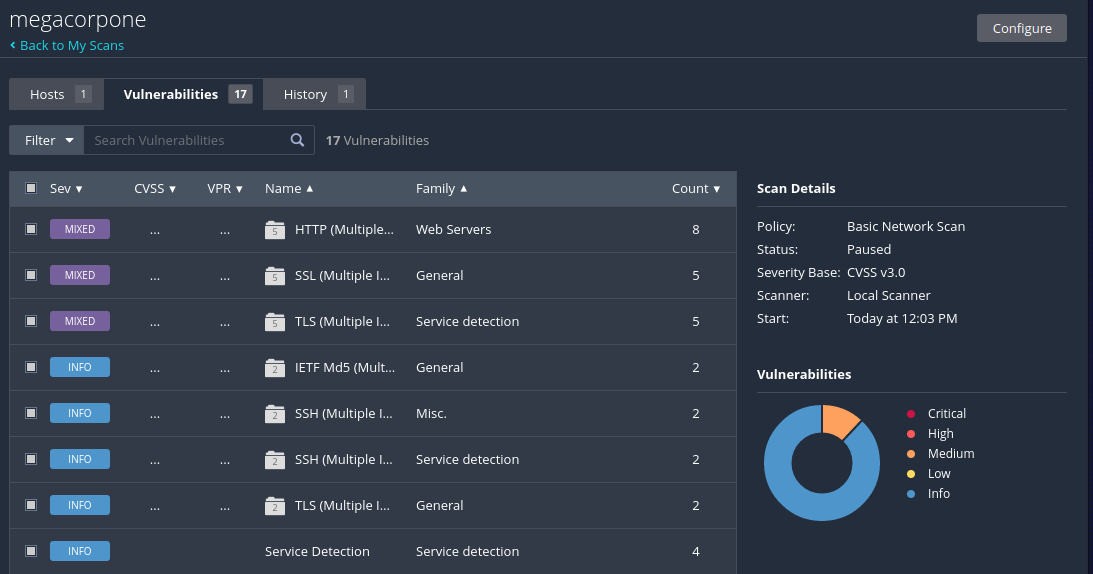 megacorpone
Back to My Scans
Configure
Hosts 1 Vulnerabilities 17 History 1
Filter Search Vulnerabilities 17 Vulnerabilities
Sev CVSS VPR Name Family Count
MIXED ... ... 5 HTTP (Multiple... Web Servers 8
MIXED ... ... 5 SSL (Multiple I... General 5
MIXED ... ... 5 TLS (Multiple I... Service detection 5
INFO ... ... 2 IETF Md5 (Mult... General 2
INFO ... ... 2 SSH (Multiple I... Misc. 2
INFO ... ... 2 SSH (Multiple I... Service detection 2
INFO ... ... 2 TLS (Multiple I... General 2
INFO Service Detection Service detection 4
Scan Details
Policy: Basic Network Scan
Status: Paused
Severity Base: CVSS v3.0
Scanner: Local Scanner
Start: Today at 12:03 PM
Vulnerabilities
Critical
High
Medium
Low
Info